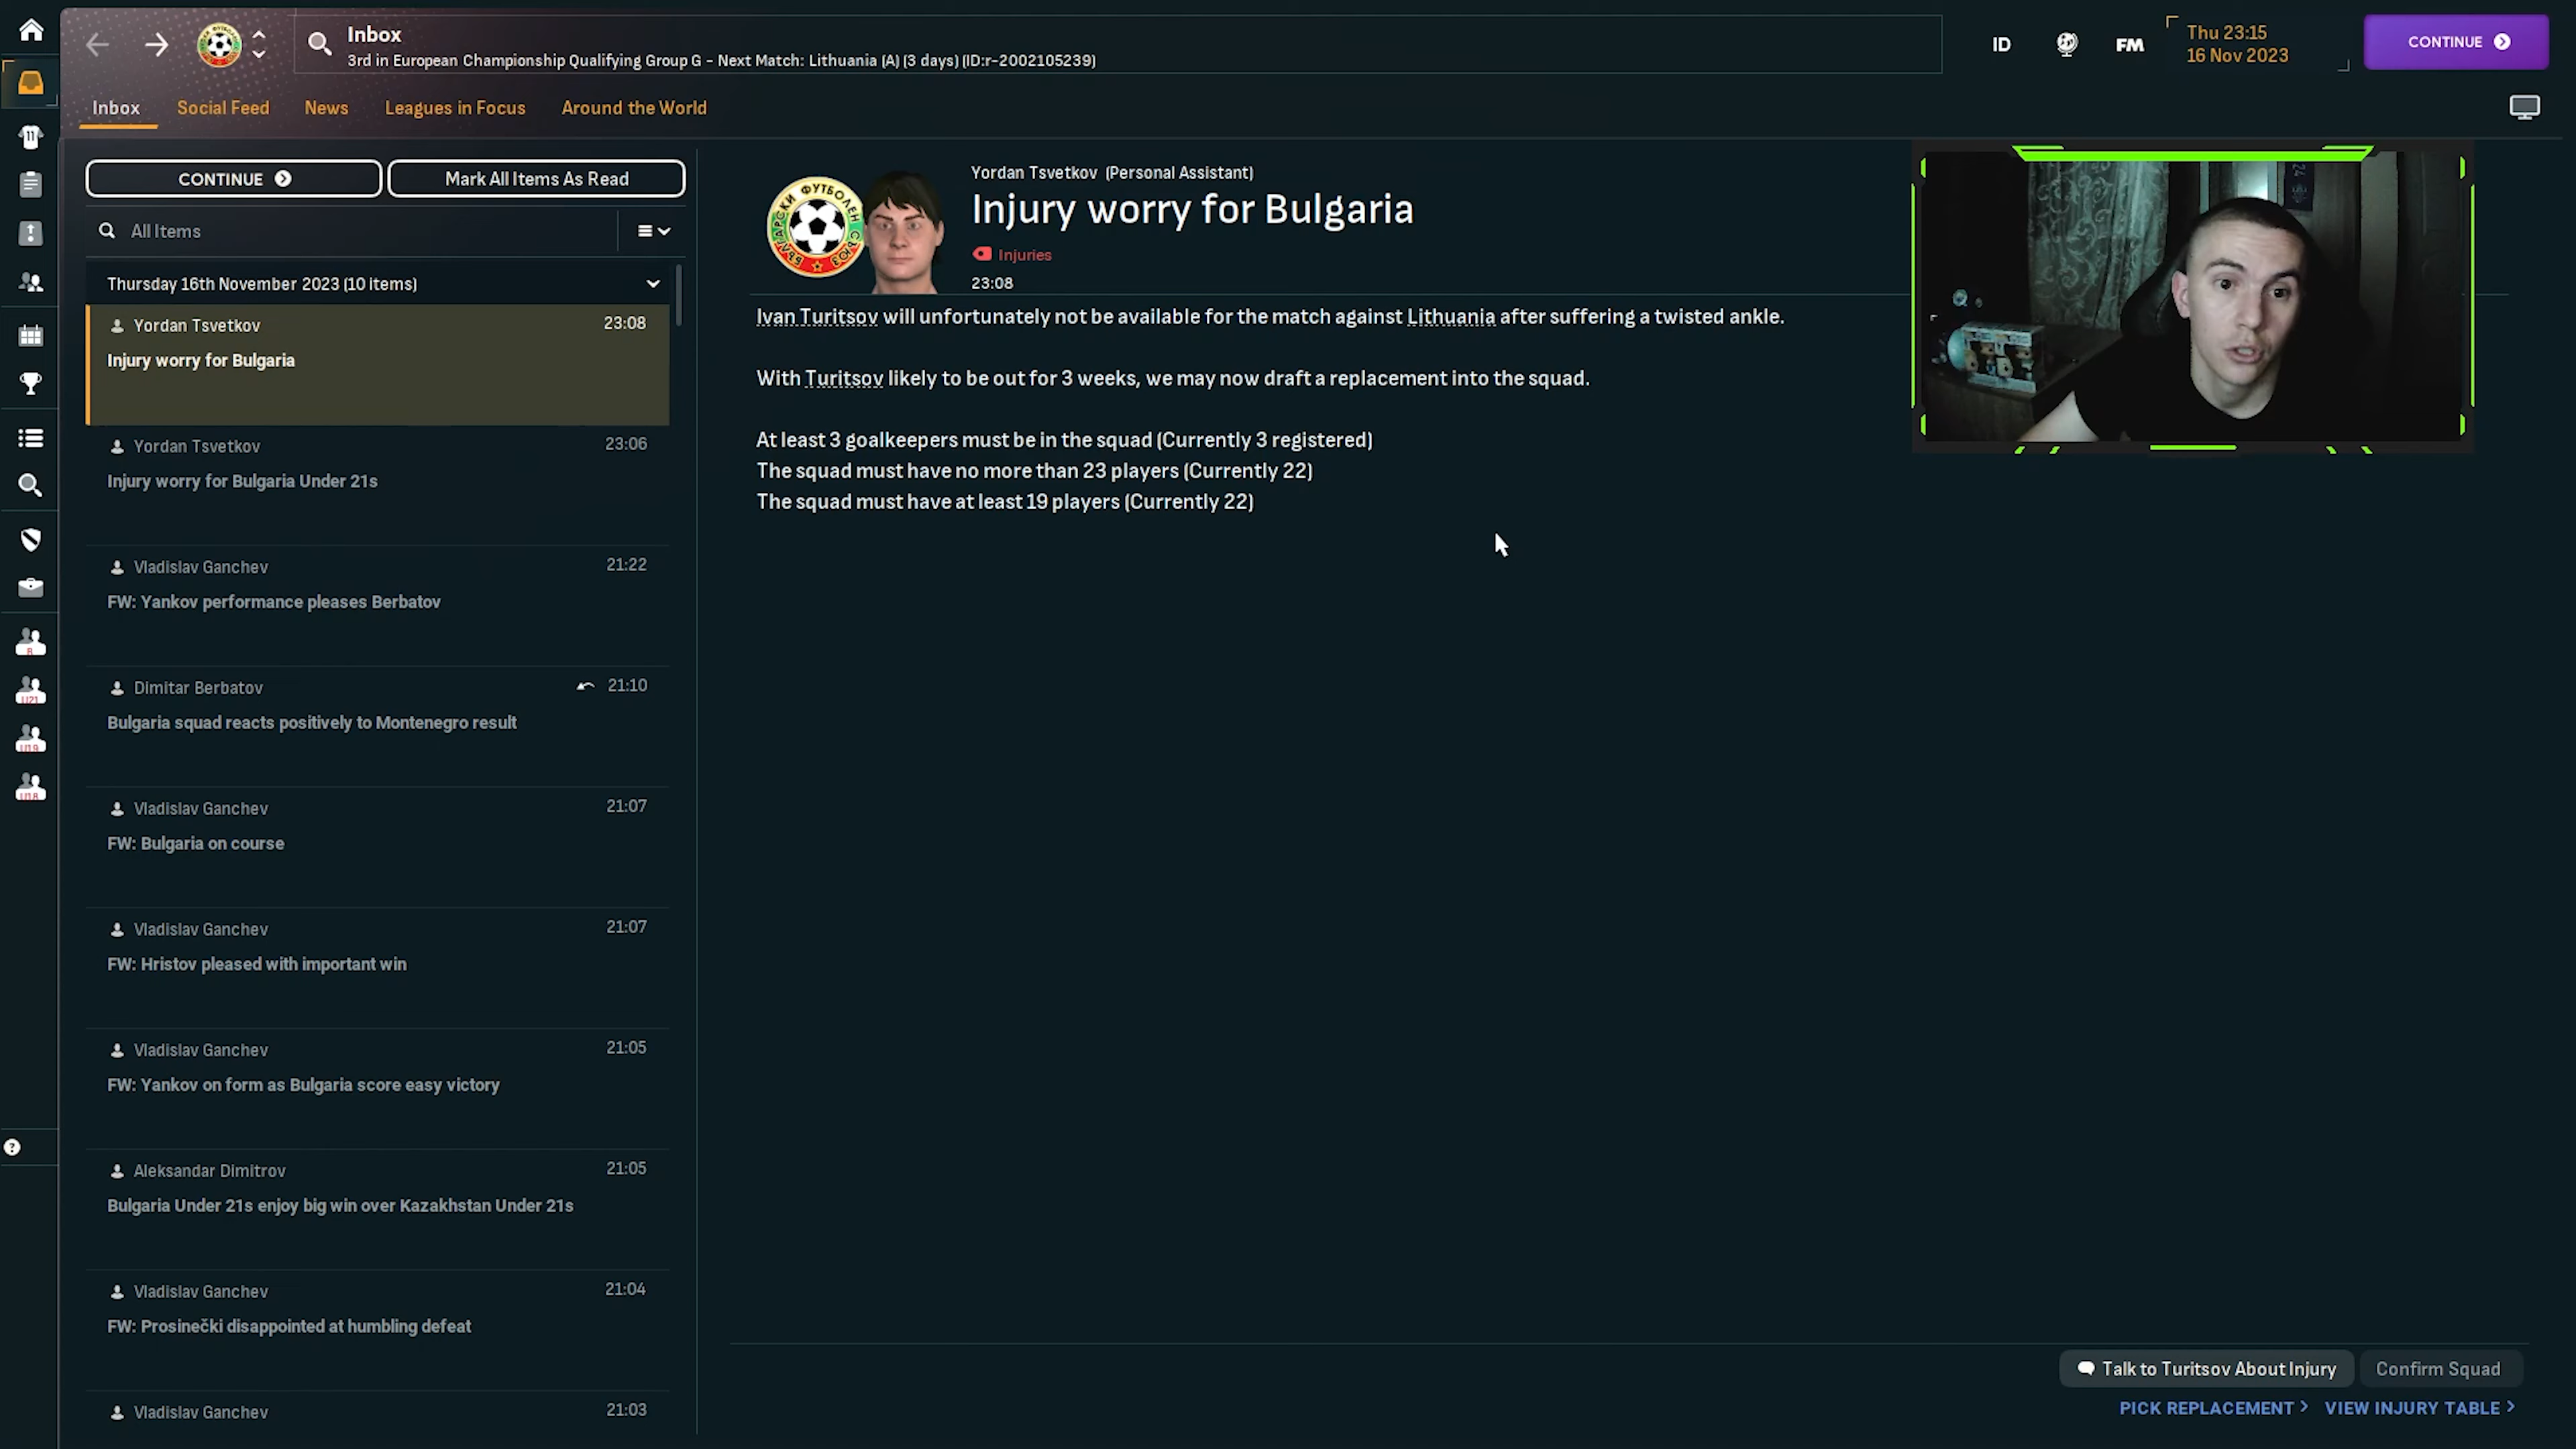 Inbox
3rd in European Championship Qualifying Group G - Next Match: Lithuania (A) (3 days) (ID:r-2002105239)
ID
FM
Thu 23:15
16 Nov 2023
CONTINUE
Inbox
Social Feed
News
Leagues in Focus
Around the World
CONTINUE
Mark All Items As Read
All Items
Thursday 16th November 2023 (10 items)
Yordan Tsvetkov 23:08
Injury worry for Bulgaria
Yordan Tsvetkov 23:06
Injury worry for Bulgaria Under 21s
Vladislav Ganchev 21:22
FW: Yankov performance pleases Berbatov
Dimitar Berbatov 21:10
Bulgaria squad reacts positively to Montenegro result
Vladislav Ganchev 21:07
FW: Bulgaria on course
Vladislav Ganchev 21:07
FW: Hristov pleased with important win
Vladislav Ganchev 21:05
FW: Yankov on form as Bulgaria score easy victory
Aleksandar Dimitrov 21:05
Bulgaria Under 21s enjoy big win over Kazakhstan Under 21s
Vladislav Ganchev 21:04
FW: Prosinečki disappointed at humbling defeat
Vladislav Ganchev 21:03
11
B
U21
U19
U18
?
БЪЛГАРСКИ ФУТБОЛЕН СЪЮЗ
Yordan Tsvetkov (Personal Assistant)
Injury worry for Bulgaria
Injuries
23:08
Ivan Turitsov will unfortunately not be available for the match against Lithuania after suffering a twisted ankle.
With Turitsov likely to be out for 3 weeks, we may now draft a replacement into the squad.
At least 3 goalkeepers must be in the squad (Currently 3 registered)
The squad must have no more than 23 players (Currently 22)
The squad must have at least 19 players (Currently 22)
Talk to Turitsov About Injury
Confirm Squad
PICK REPLACEMENT >
VIEW INJURY TABLE >